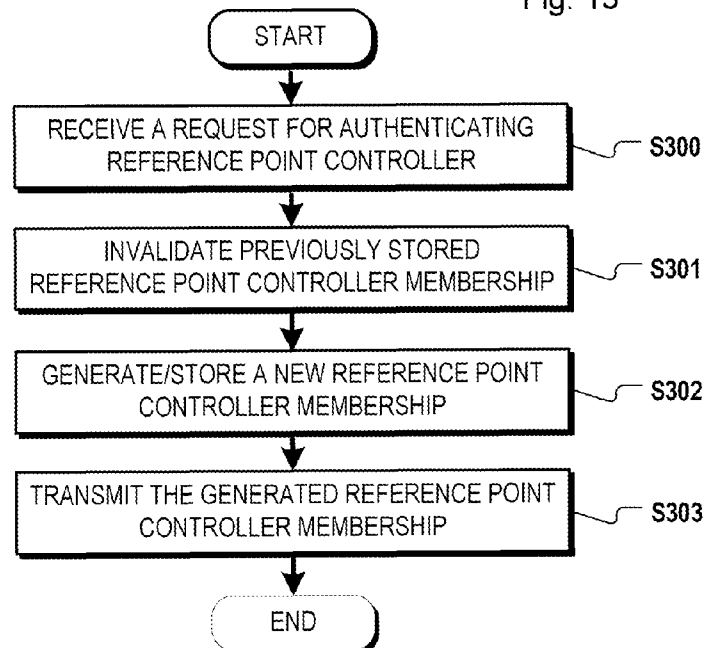 Fig. 13
START
RECEIVE A REQUEST FOR AUTHENTICATING
REFERENCE POINT CONTROLLER
S300
INVALIDATE PREVIOUSLY STORED
REFERENCE POINT CONTROLLER MEMBERSHIP
S301
GENERATE/STORE A NEW REFERENCE POINT
CONTROLLER MEMBERSHIP
S302
TRANSMIT THE GENERATED REFERENCE POINT
CONTROLLER MEMBERSHIP
S303
END